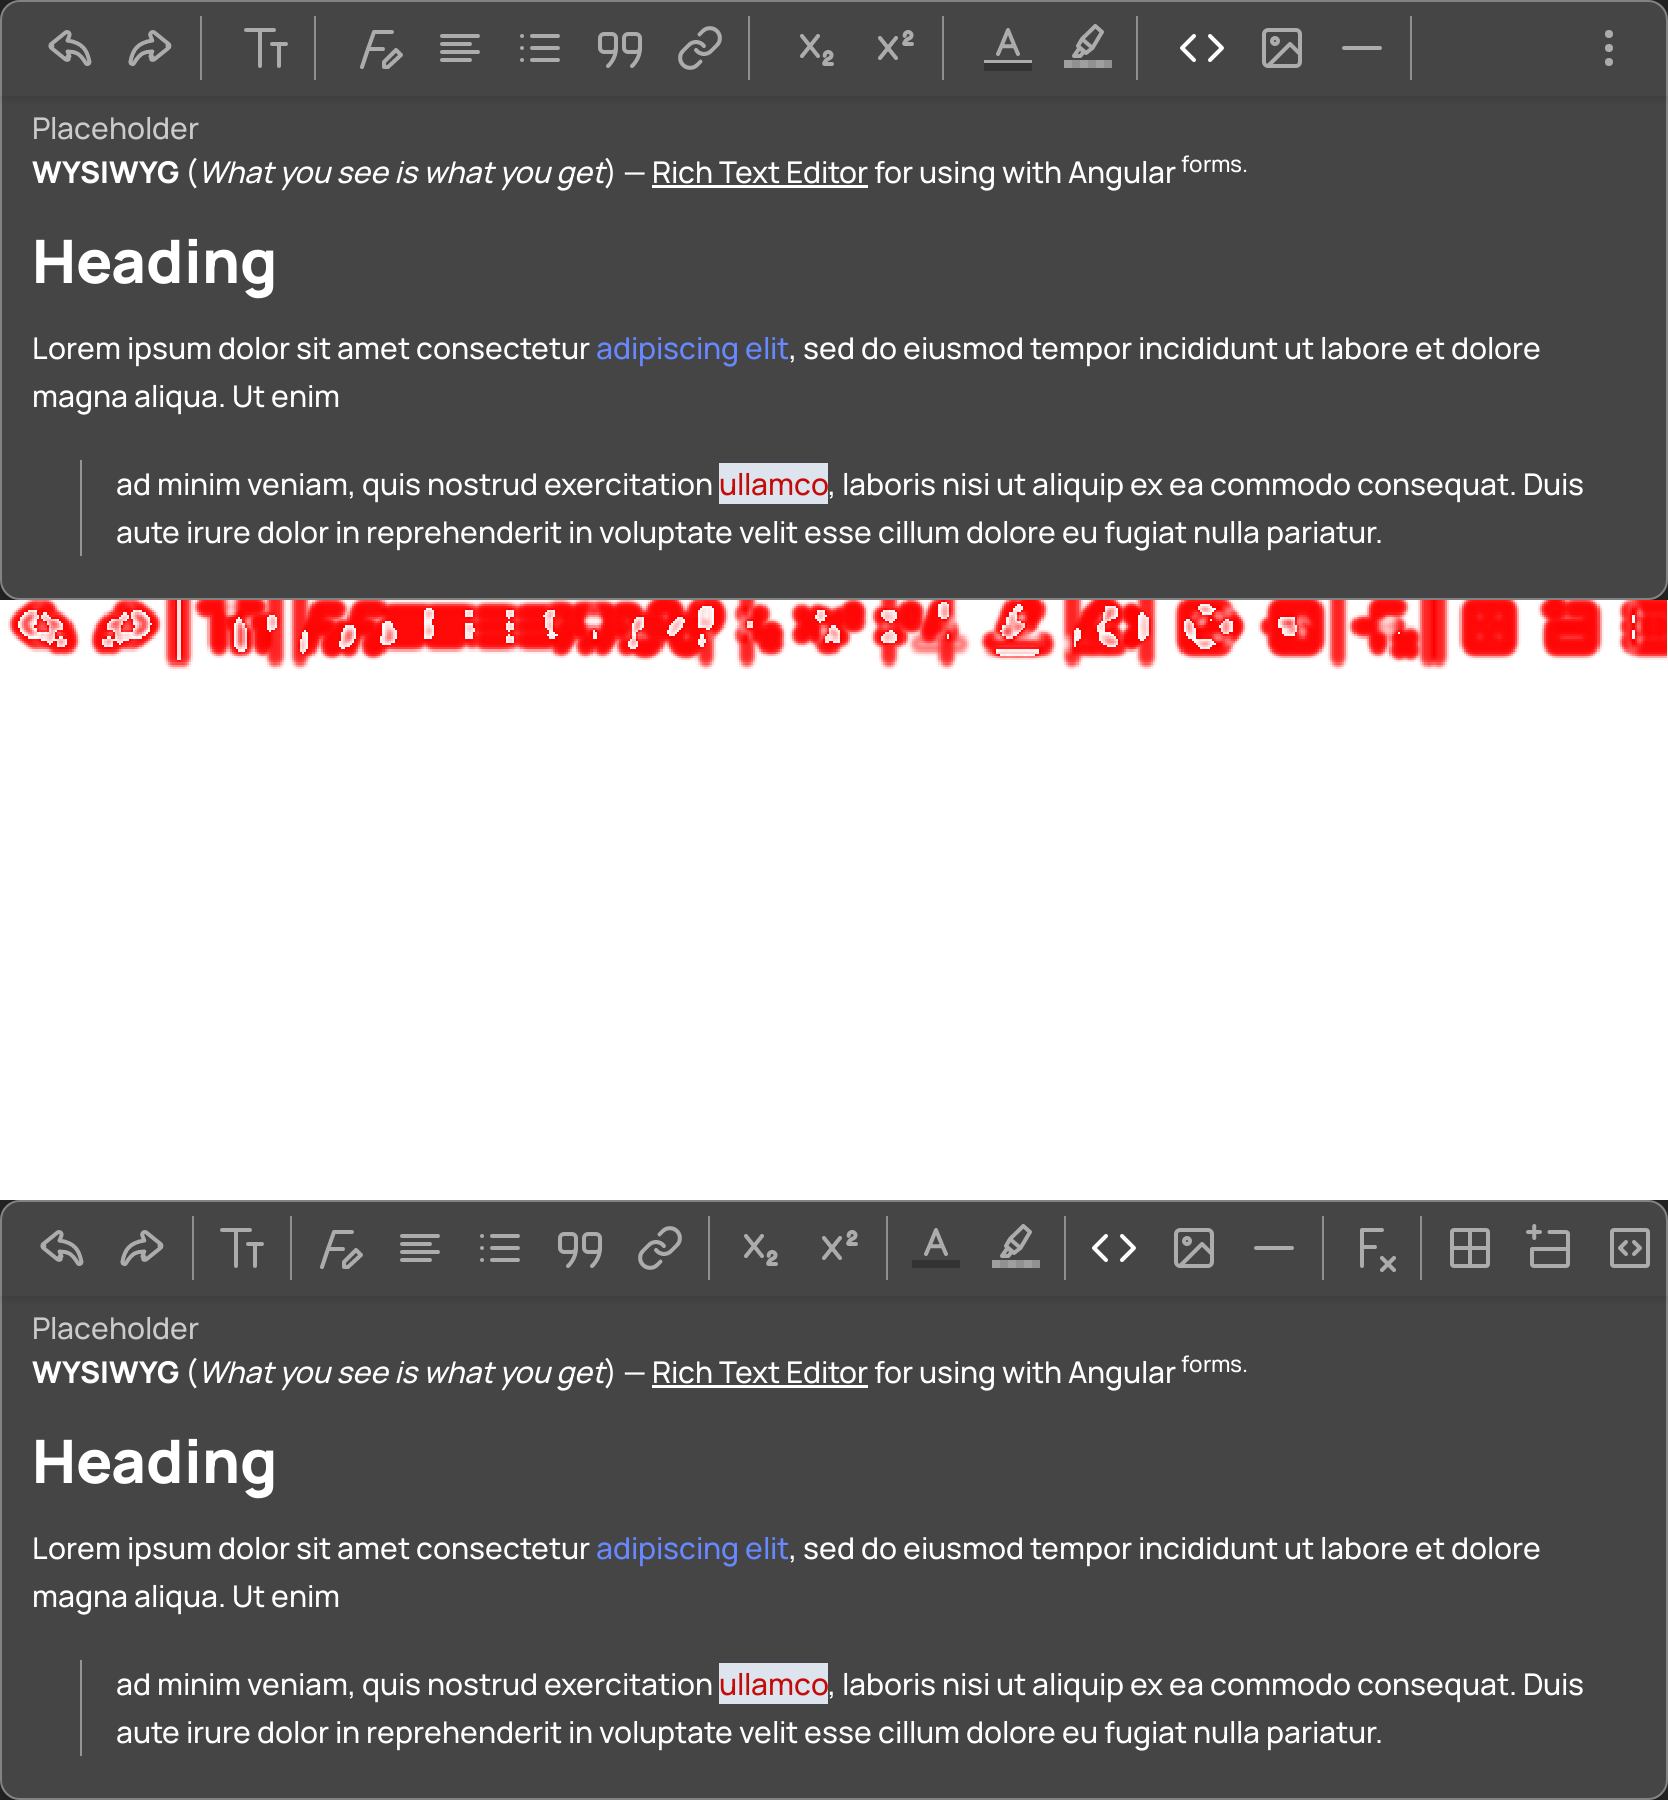 Placeholder
WYSIWYG (What you see is what you get) — Rich Text Editor for using with Angular forms.
Heading
Lorem ipsum dolor sit amet consectetur adipiscing elit, sed do eiusmod tempor incididunt ut labore et dolore
magna aliqua. Ut enim
ad minim veniam, quis nostrud exercitation ullamco, laboris nisi ut aliquip ex ea commodo consequat. Duis
aute irure dolor in reprehenderit in voluptate velit esse cillum dolore eu fugiat nulla pariatur.
Placeholder
WYSIWYG (What you see is what you get) — Rich Text Editor for using with Angular forms.
Heading
Lorem ipsum dolor sit amet consectetur adipiscing elit, sed do eiusmod tempor incididunt ut labore et dolore
magna aliqua. Ut enim
ad minim veniam, quis nostrud exercitation ullamco, laboris nisi ut aliquip ex ea commodo consequat. Duis
aute irure dolor in reprehenderit in voluptate velit esse cillum dolore eu fugiat nulla pariatur.